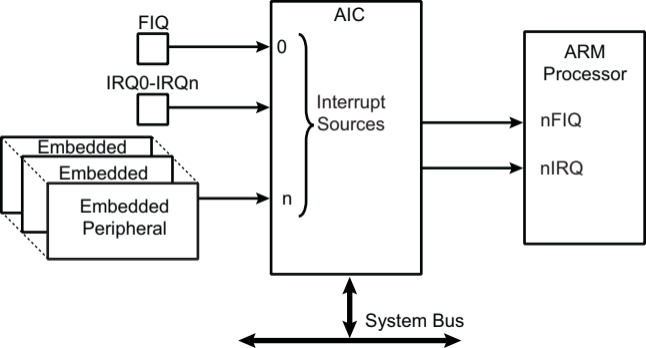 FIQ
IRQ0-IRQn
Embedded
Embedded
Embedded
Peripheral
AIC
0
Interrupt
Sources
n
ARM
Processor
nFIQ
nIRQ
System Bus